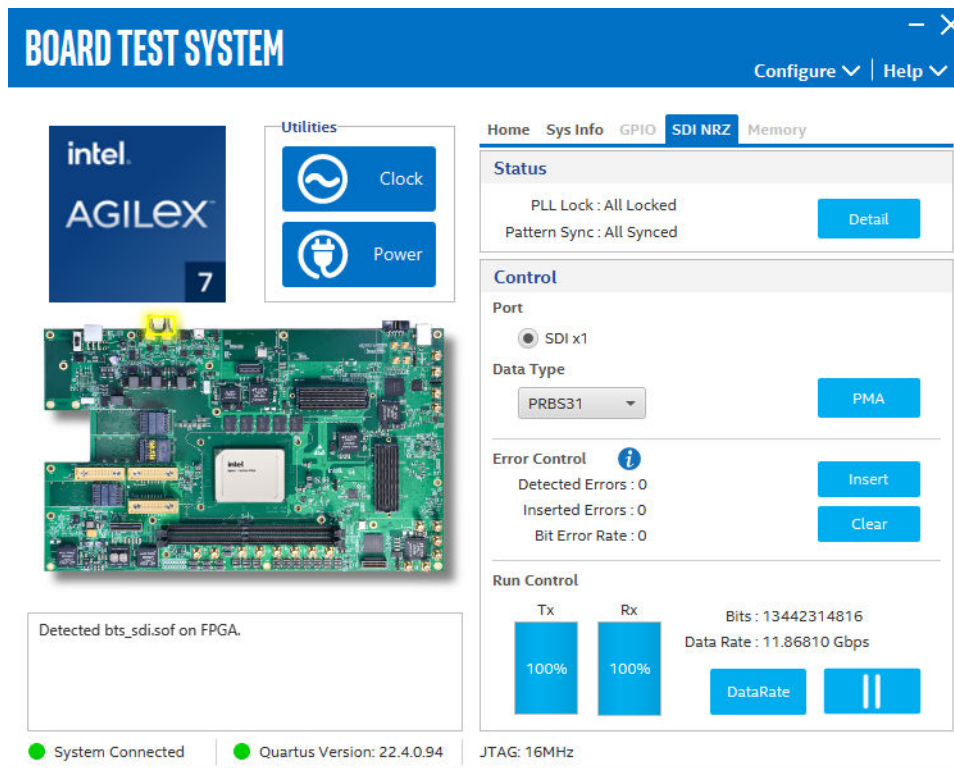 BOARD TEST SYSTEM
Configure | Help
intel.
AGILEX
7
Utilities
Clock
Power
Home Sys Info GPIO SDI NRZ Memory
Status
PLL Lock : All Locked
Pattern Sync : All Synced
Detail
Control
Port
SDI x1
Data Type
PRBS31
PMA
Error Control
Detected Errors : 0
Inserted Errors : 0
Bit Error Rate : 0
Insert
Clear
Run Control
Tx Rx
100% 100%
Bits : 13442314816
Data Rate : 11.86810 Gbps
DataRate
intel
Detected bts_sdi.sof on FPGA.
System Connected
Quartus Version: 22.4.0.94
JTAG: 16MHz